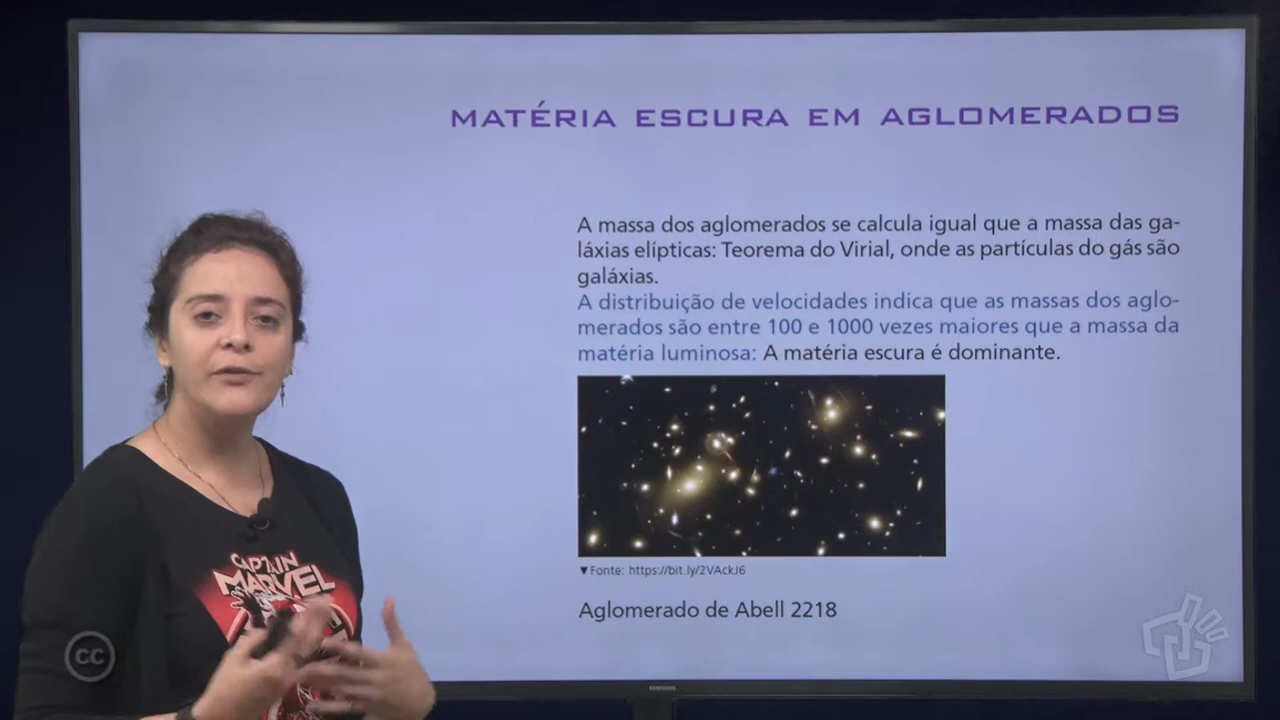 MATÉRIA ESCURA EM AGLOMERADOS
A massa dos aglomerados se calcula igual que a massa das ga-
láxias elípticas: Teorema do Virial, onde as partículas do gás são
galáxias.
A distribuição de velocidades indica que as massas dos aglo-
merados são entre 100 e 1000 vezes maiores que a massa da
matéria luminosa: A matéria escura é dominante.
▼Fonte: https://bit.ly/2VAckJ6
Aglomerado de Abell 2218
CAPTAIN
MARVEL
cc
SAMSUNG